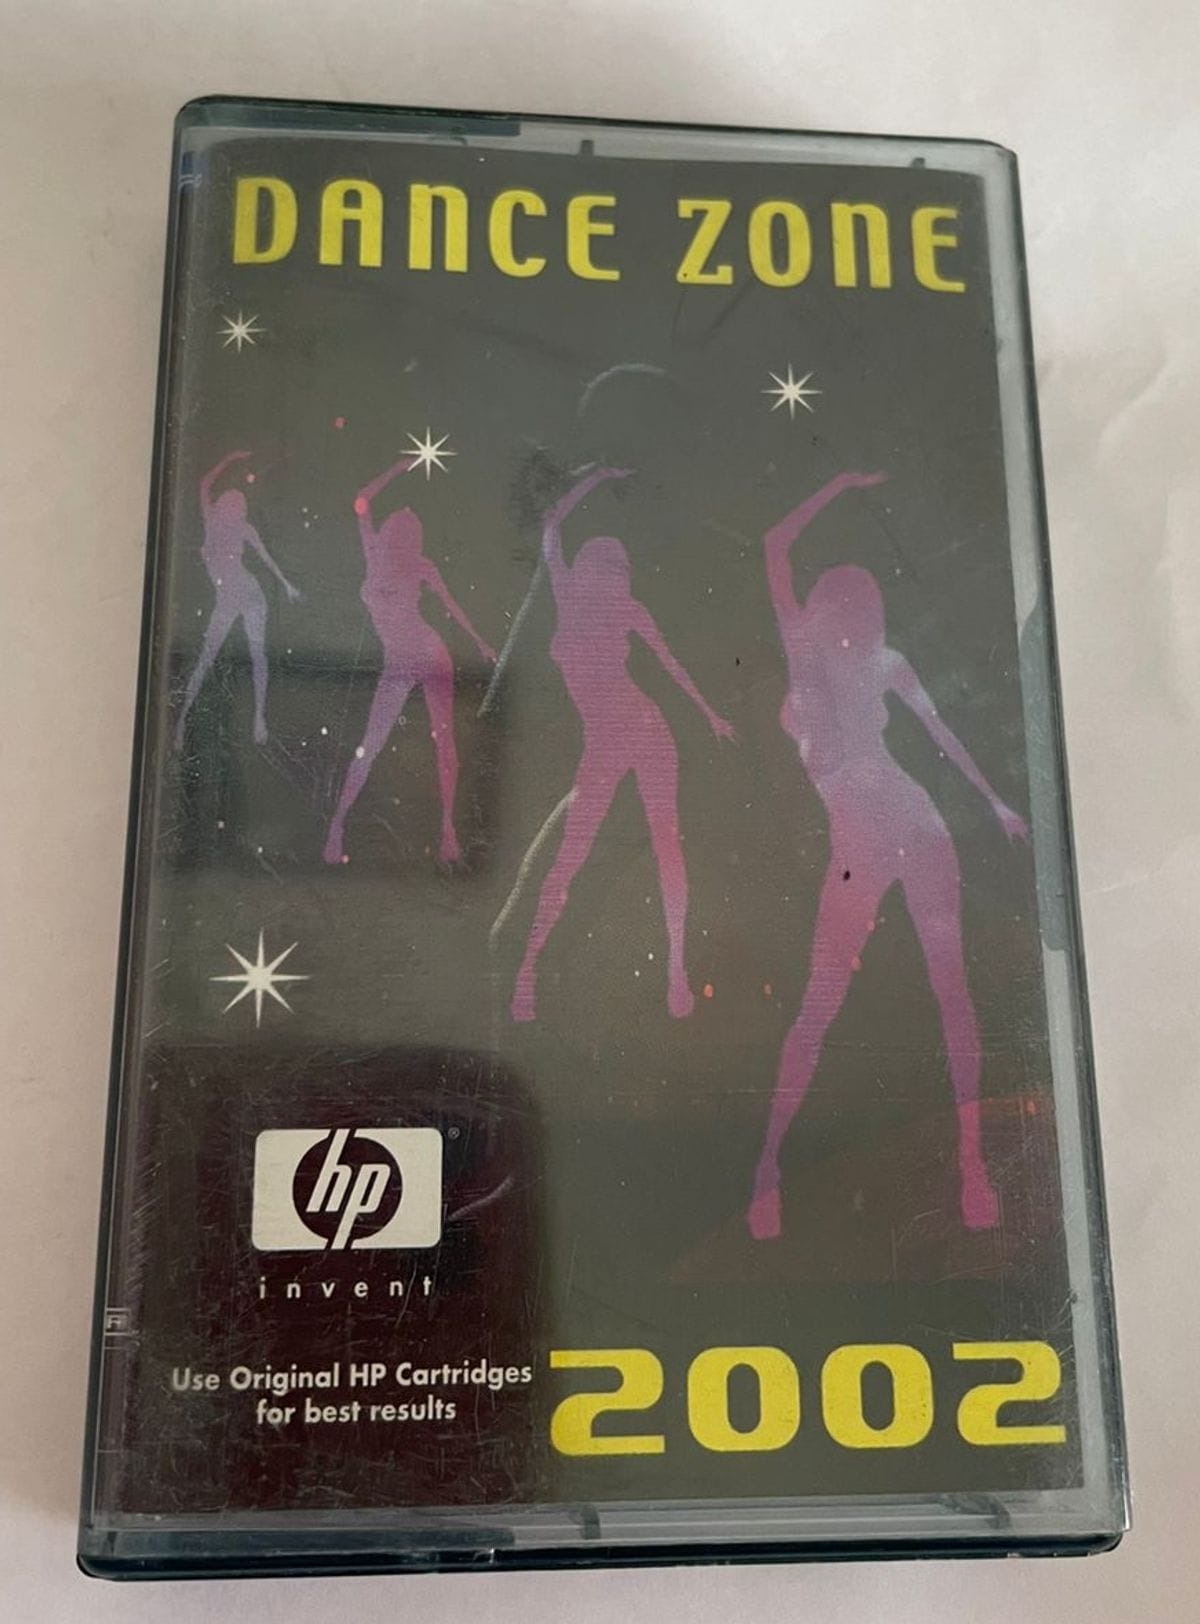 DANCE ZONE
hp
®
invent
Use Original HP Cartridges
for best results
2002